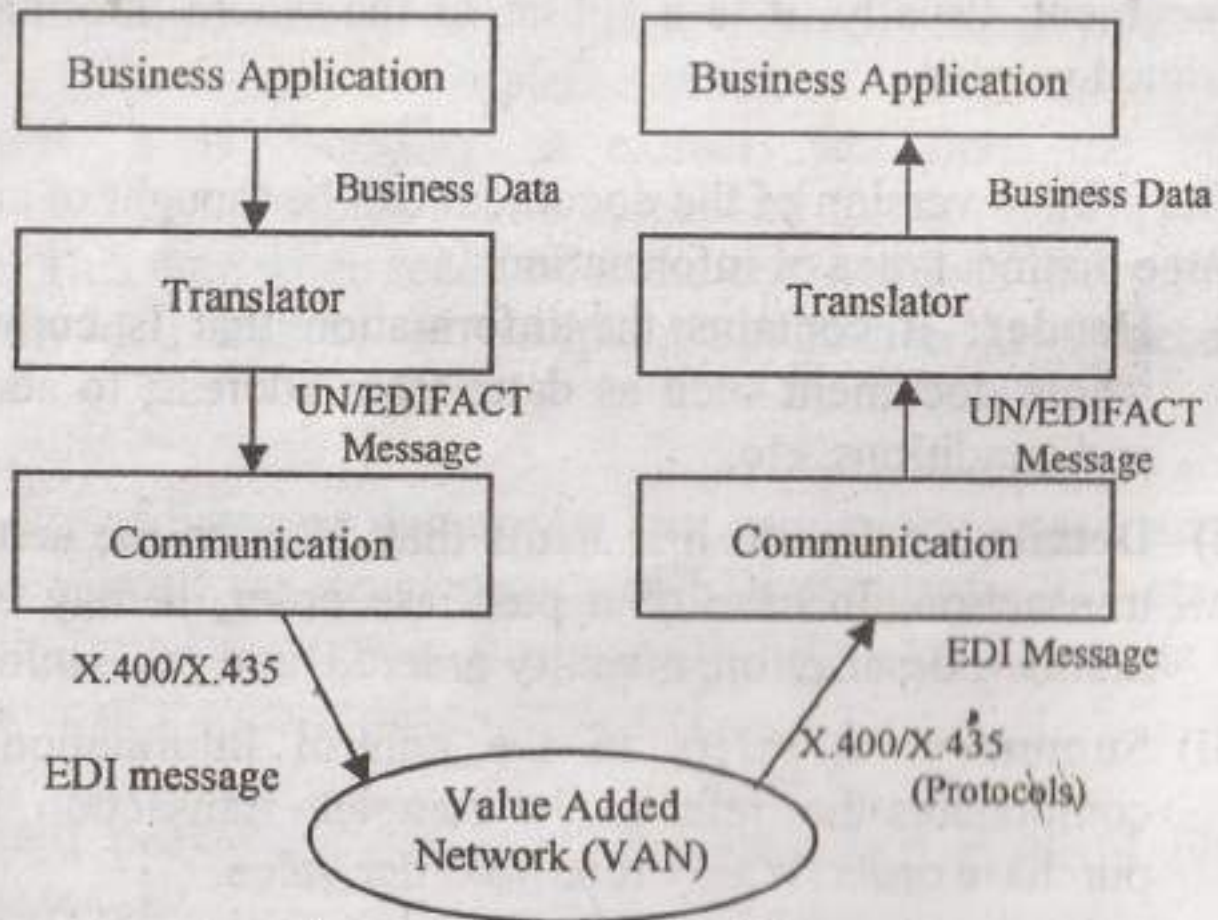 Business Application
Business Application
Business Data
Business Data
Translator
Translator
UN/EDIFACT
Message
UN/EDIFACT
Message
Communication
Communication
X.400/X.435
EDI message
EDI Message
X.400/X.435
(Protocols)
Value Added
Network (VAN)